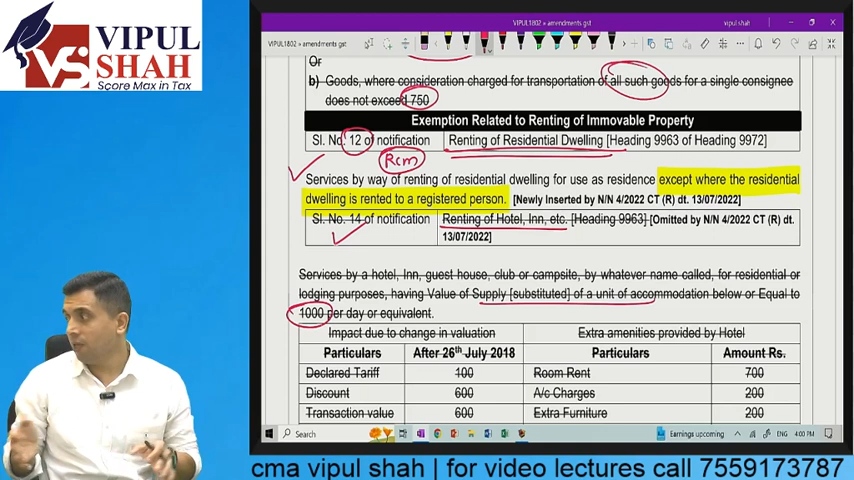 VIPUL1802 » amendments gst
vipul shah
VIPUL1802 » amendments gst
VIPUL
SHAH
VS
Score Max in Tax
Or
b) Goods, where consideration charged for transportation of all such goods for a single consignee
does not exceed 750
Exemption Related to Renting of Immovable Property
Sl. No. 12 of notification
Renting of Residential Dwelling [Heading 9963 of Heading 9972]
Rcm
Services by way of renting of residential dwelling for use as residence except where the residential
dwelling is rented to a registered person. [Newly Inserted by N/N 4/2022 CT (R) dt. 13/07/2022]
Sl. No. 14 of notification
Renting of Hotel, Inn, etc. [Heading 9963] [Omitted by N/N 4/2022 CT (R) dt.
13/07/2022]
Services by a hotel, Inn, guest house, club or campsite, by whatever name called, for residential or
lodging purposes, having Value of Supply [substituted] of a unit of accommodation below or Equal to
1000 per day or equivalent.
Impact due to change in valuation
Extra amenities provided by Hotel
Particulars After 26th July 2018 Particulars Amount Rs.
Declared Tariff 100 Room Rent 700
Discount 600 A/c Charges 200
Transaction value 600 Extra Furniture 200
Search
Earnings upcoming
ENG
4:00 PM
cma vipul shah | for video lectures call 7559173787